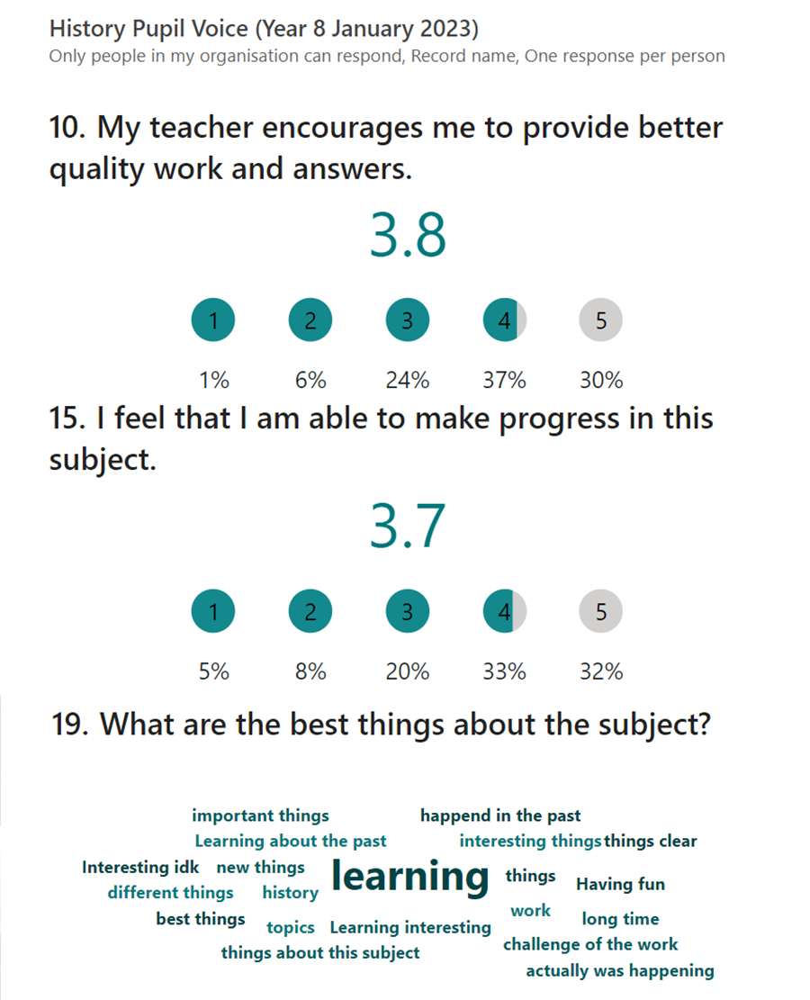 History Pupil Voice (Year 8 January 2023)
Only people in my organisation can respond, Record name, One response per person
10. My teacher encourages me to provide better
quality work and answers.
3.8
1 2 3 4 5
1% 6% 24% 37% 30%
15. I feel that I am able to make progress in this
subject.
3.7
1 2 3 4 5
5% 8% 20% 33% 32%
19. What are the best things about the subject?
important things happend in the past
Learning about the past interesting things things clear
Interesting idk new things learning things Having fun
different things history work
best things topics Learning interesting long time
things about this subject challenge of the work
actually was happening